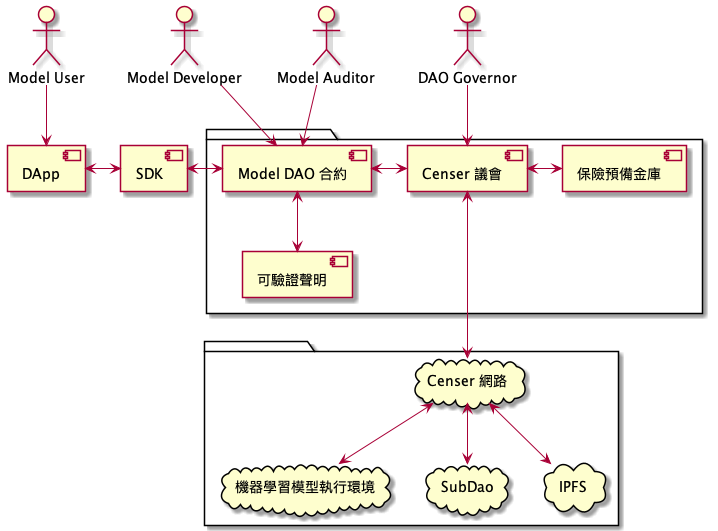 Model User
Model Developer
Model Auditor
DAO Governor
DApp
SDK
Model DAO 合約
Censer 議會
保險預備金庫
可驗證聲明
Censer 網路
機器學習模型執行環境
SubDao
IPFS